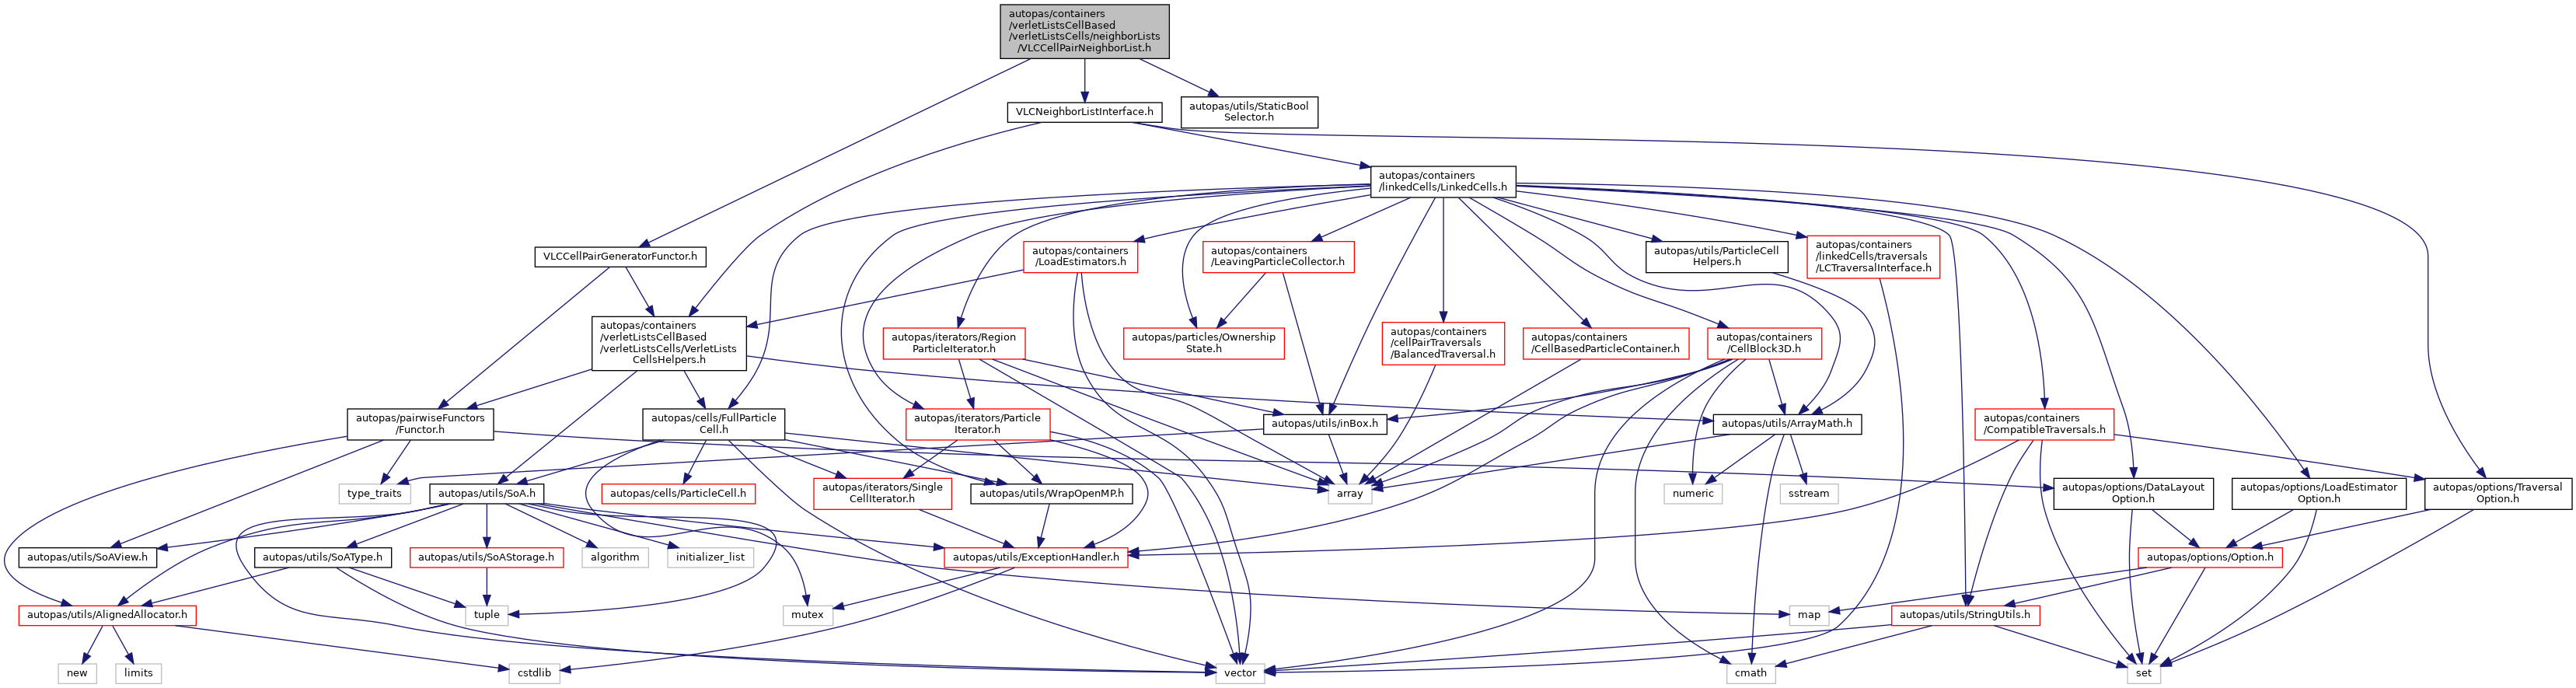 autopas/containers
/verletListsCellBased
/verletListsCells/neighborLists
/VLCCellPairNeighborList.h
VLCNeighborListInterface.h
autopas/utils/StaticBool
Selector.h
autopas/containers
/linkedCells/LinkedCells.h
VLCCellPairGeneratorFunctor.h
autopas/containers
/LoadEstimators.h
autopas/containers
/LeavingParticleCollector.h
autopas/utils/ParticleCell
Helpers.h
autopas/containers
/linkedCells/traversals
/LCTraversalInterface.h
autopas/containers
/verletListsCellBased
/verletListsCells/VerletLists
CellsHelpers.h
autopas/iterators/Region
ParticleIterator.h
autopas/particles/Ownership
State.h
autopas/containers
/cellPairTraversals
/BalancedTraversal.h
autopas/containers
/CellBasedParticleContainer.h
autopas/containers
/CellBlock3D.h
autopas/pairwiseFunctors
/Functor.h
autopas/cells/FullParticle
Cell.h
autopas/iterators/Particle
Iterator.h
autopas/utils/inBox.h
autopas/utils/ArrayMath.h
autopas/containers
/CompatibleTraversals.h
type_traits
autopas/utils/SoA.h
autopas/cells/ParticleCell.h
autopas/iterators/Single
CellIterator.h
autopas/utils/WrapOpenMP.h
array
numeric
sstream
autopas/options/DataLayout
Option.h
autopas/options/LoadEstimator
Option.h
autopas/options/Traversal
Option.h
autopas/utils/SoAView.h
autopas/utils/SoAType.h
autopas/utils/SoAStorage.h
algorithm
initializer_list
autopas/utils/ExceptionHandler.h
autopas/options/Option.h
autopas/utils/AlignedAllocator.h
tuple
mutex
map
autopas/utils/StringUtils.h
new
limits
cstdlib
vector
cmath
set